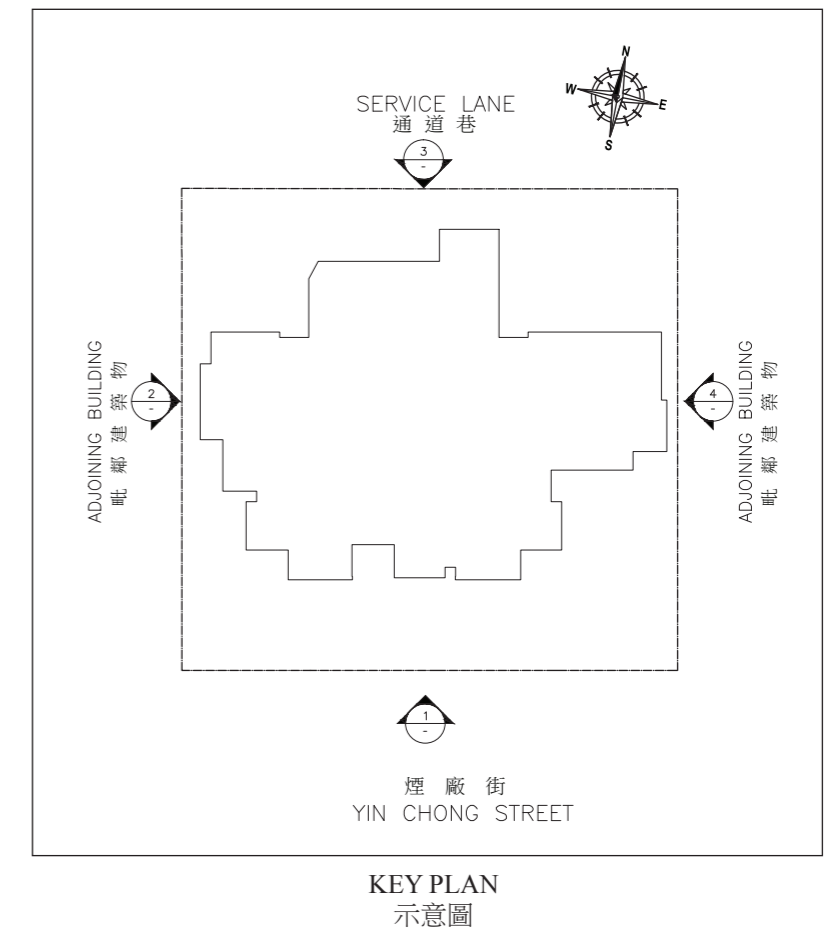 N
W
E
S
SERVICE LANE
通道巷
3
-
ADJOINING BUILDING
毗鄰建築物
2
-
4
-
ADJOINING BUILDING
毗鄰建築物
1
-
煙廠街
YIN CHONG STREET
KEY PLAN
示意圖